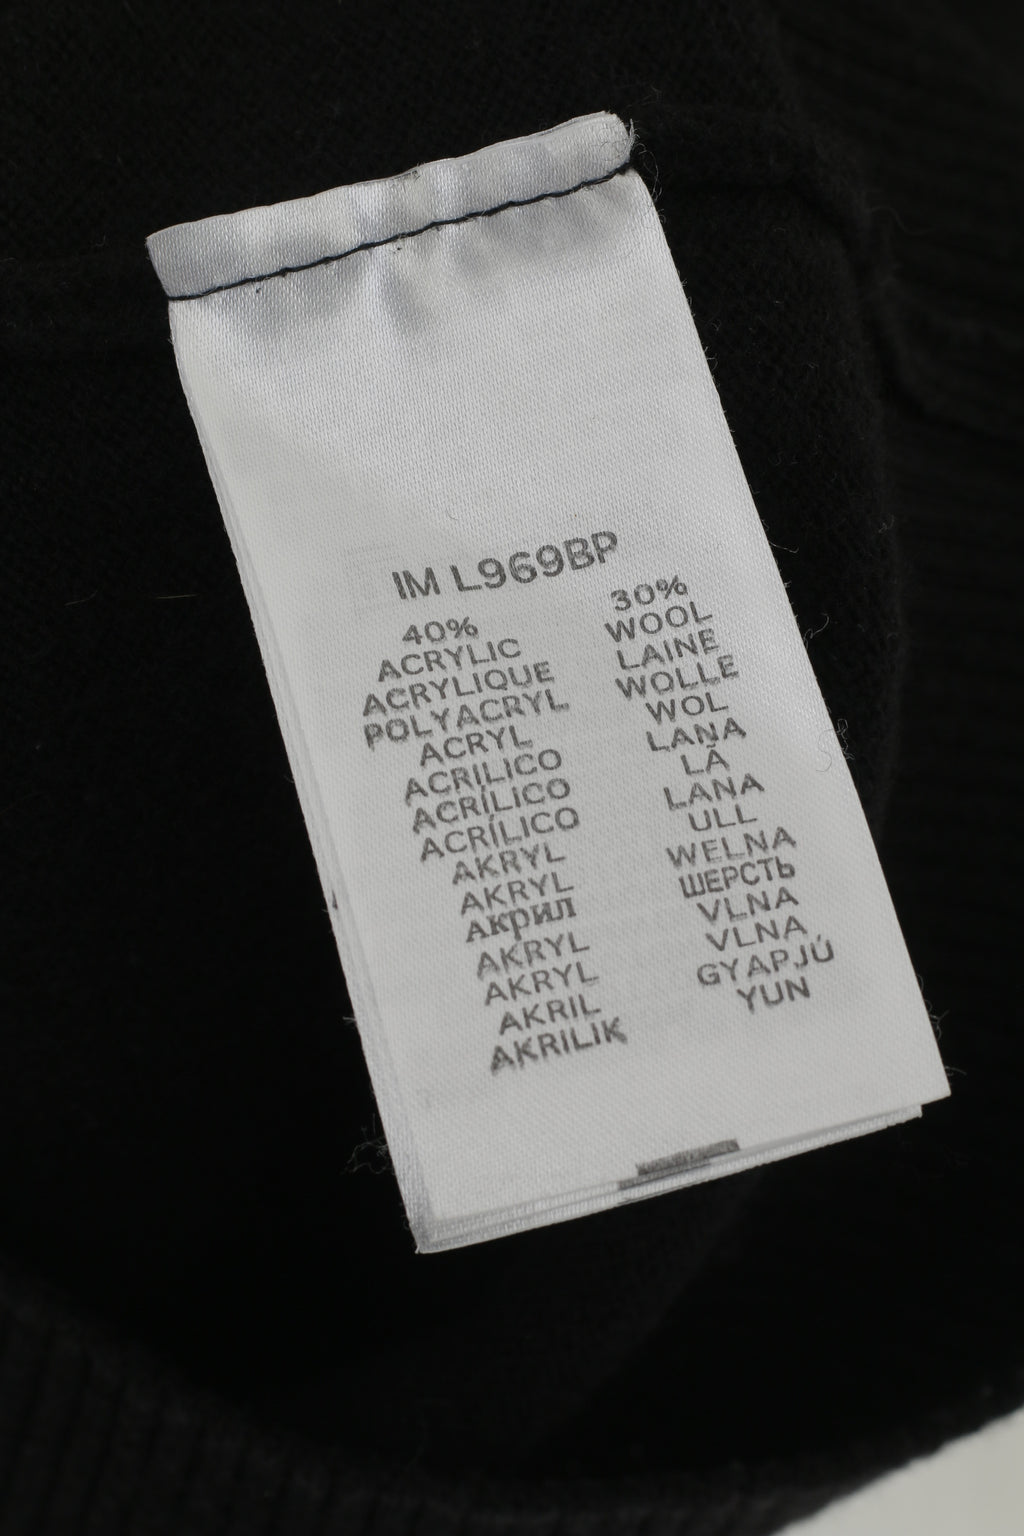 IM L969BP
40%
ACRYLIC
ACRYLIQUE
POLYACRYL
ACRYL
ACRILICO
ACRÍLICO
ACRÍLICO
AKRYL
AKRYL
акрил
AKRYL
AKRYL
AKRIL
AKRILIK
30%
WOOL
LAINE
WOLLE
WOL
LANA
LÃ
LANA
ULL
WELNA
ШЕРСТЬ
VLNA
VLNA
GYAPJÚ
YUN